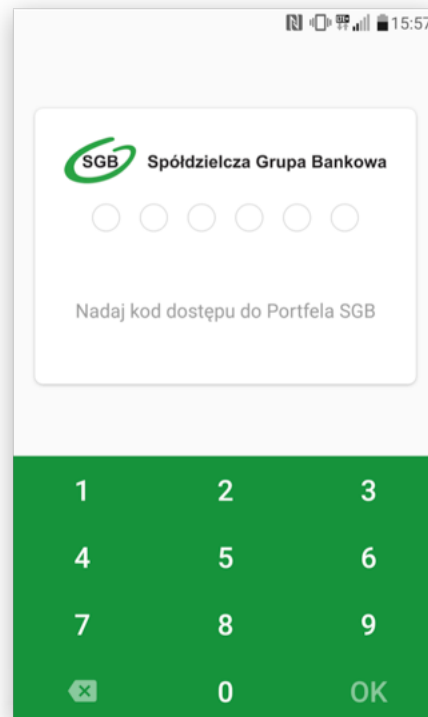 15:57
SGB Spółdzielcza Grupa Bankowa
Nadaj kod dostępu do Portfela SGB
1 2 3
4 5 6
7 8 9
0 OK